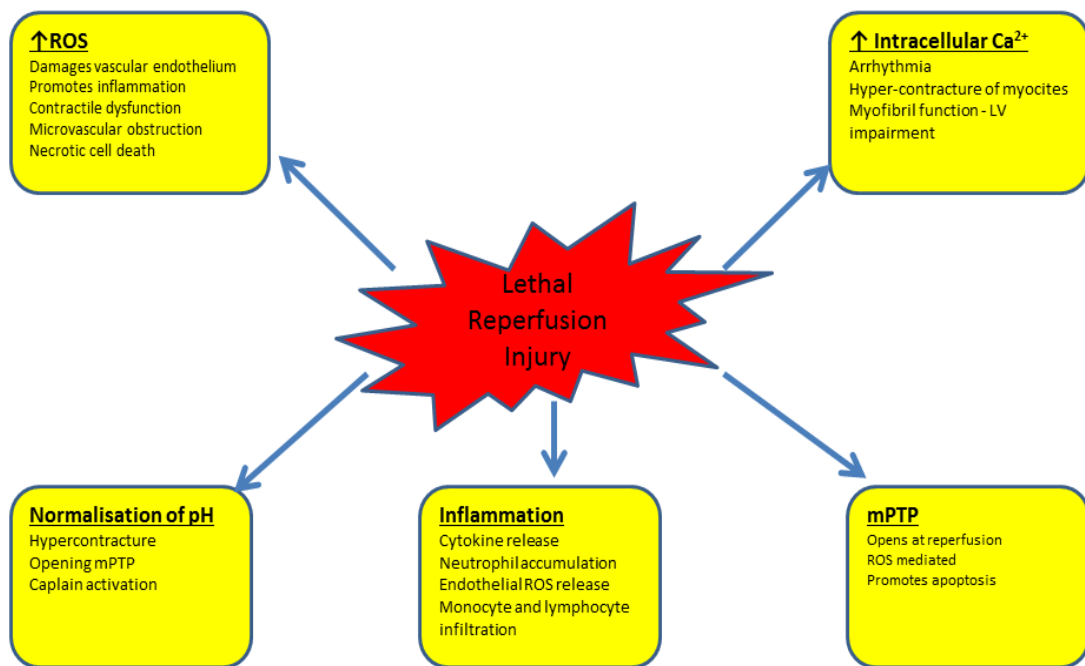 ↑ROS
Damages vascular endothelium
Promotes inflammation
Contractile dysfunction
Microvascular obstruction
Necrotic cell death
↑ Intracellular Ca²⁺
Arrhythmia
Hyper-contracture of myocites
Myofibril function - LV
impairment
Lethal
Reperfusion
Injury
Normalisation of pH
Hypercontracture
Opening mPTP
Caplain activation
Inflammation
Cytokine release
Neutrophil accumulation
Endothelial ROS release
Monocyte and lymphocyte
infiltration
mPTP
Opens at reperfusion
ROS mediated
Promotes apoptosis